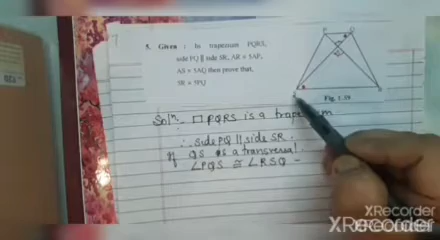 5. Given : In trapezium PQRS,
side PQ || side SR, AR = 5AP,
AS = 5AQ then prove that,
SR = 5PQ
P Q
A
Fig. 1.38
Solⁿ. □ PQRS is a trapezium
∴ side PQ || side SR.
If QS is a transversal
∠PQS ≅ ∠RSQ -
XRecorder
XRecorder